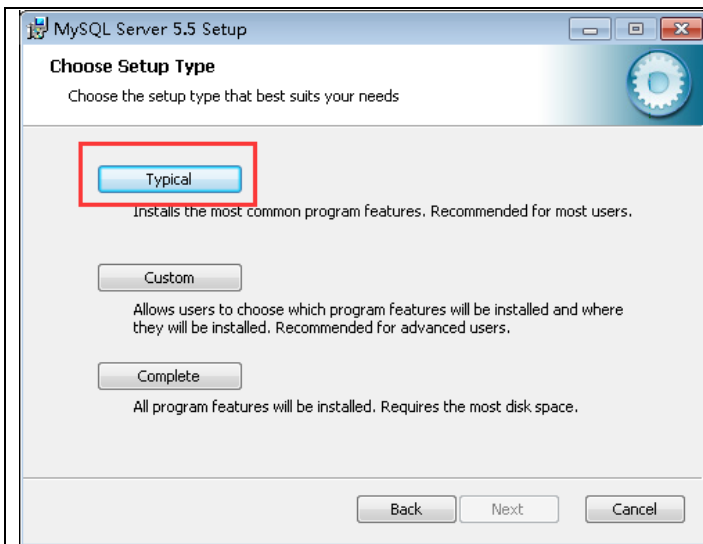 MySQL Server 5.5 Setup
Choose Setup Type
Choose the setup type that best suits your needs
Typical
Installs the most common program features. Recommended for most users.
Custom
Allows users to choose which program features will be installed and where
they will be installed. Recommended for advanced users.
Complete
All program features will be installed. Requires the most disk space.
Back Next Cancel